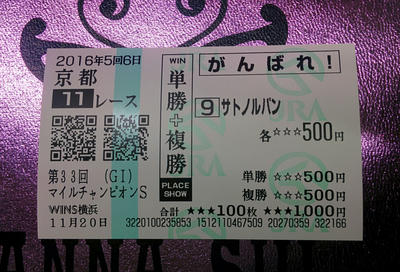 2016年5回6日
京都
11レース
第33回 (GI)
マイルチャンピオンS
WINS横浜
11月20日
WIN
単勝+複勝
PLACE
SHOW
がんばれ!
9 サトノルパン
各☆☆☆500円
単勝 ☆☆☆500円
複勝 ☆☆☆500円
合計 ★★★100枚 ★★★1,000円
3220100235853 1512110467509 20270359 322166
JRA